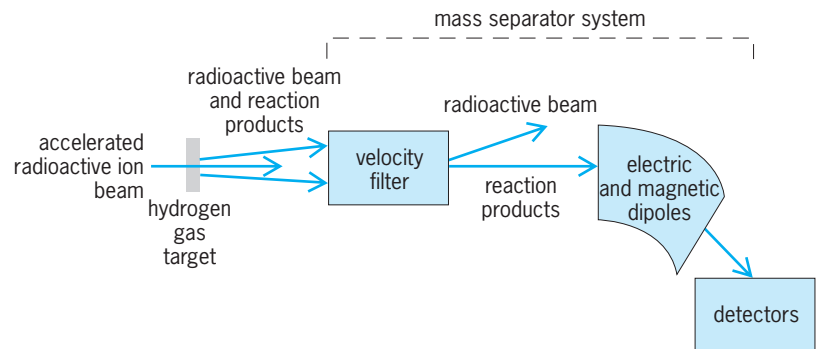 mass separator system
radioactive beam
and reaction
products
radioactive beam
accelerated
radioactive ion
beam
velocity
filter
electric
and magnetic
dipoles
reaction
products
hydrogen
gas
target
detectors